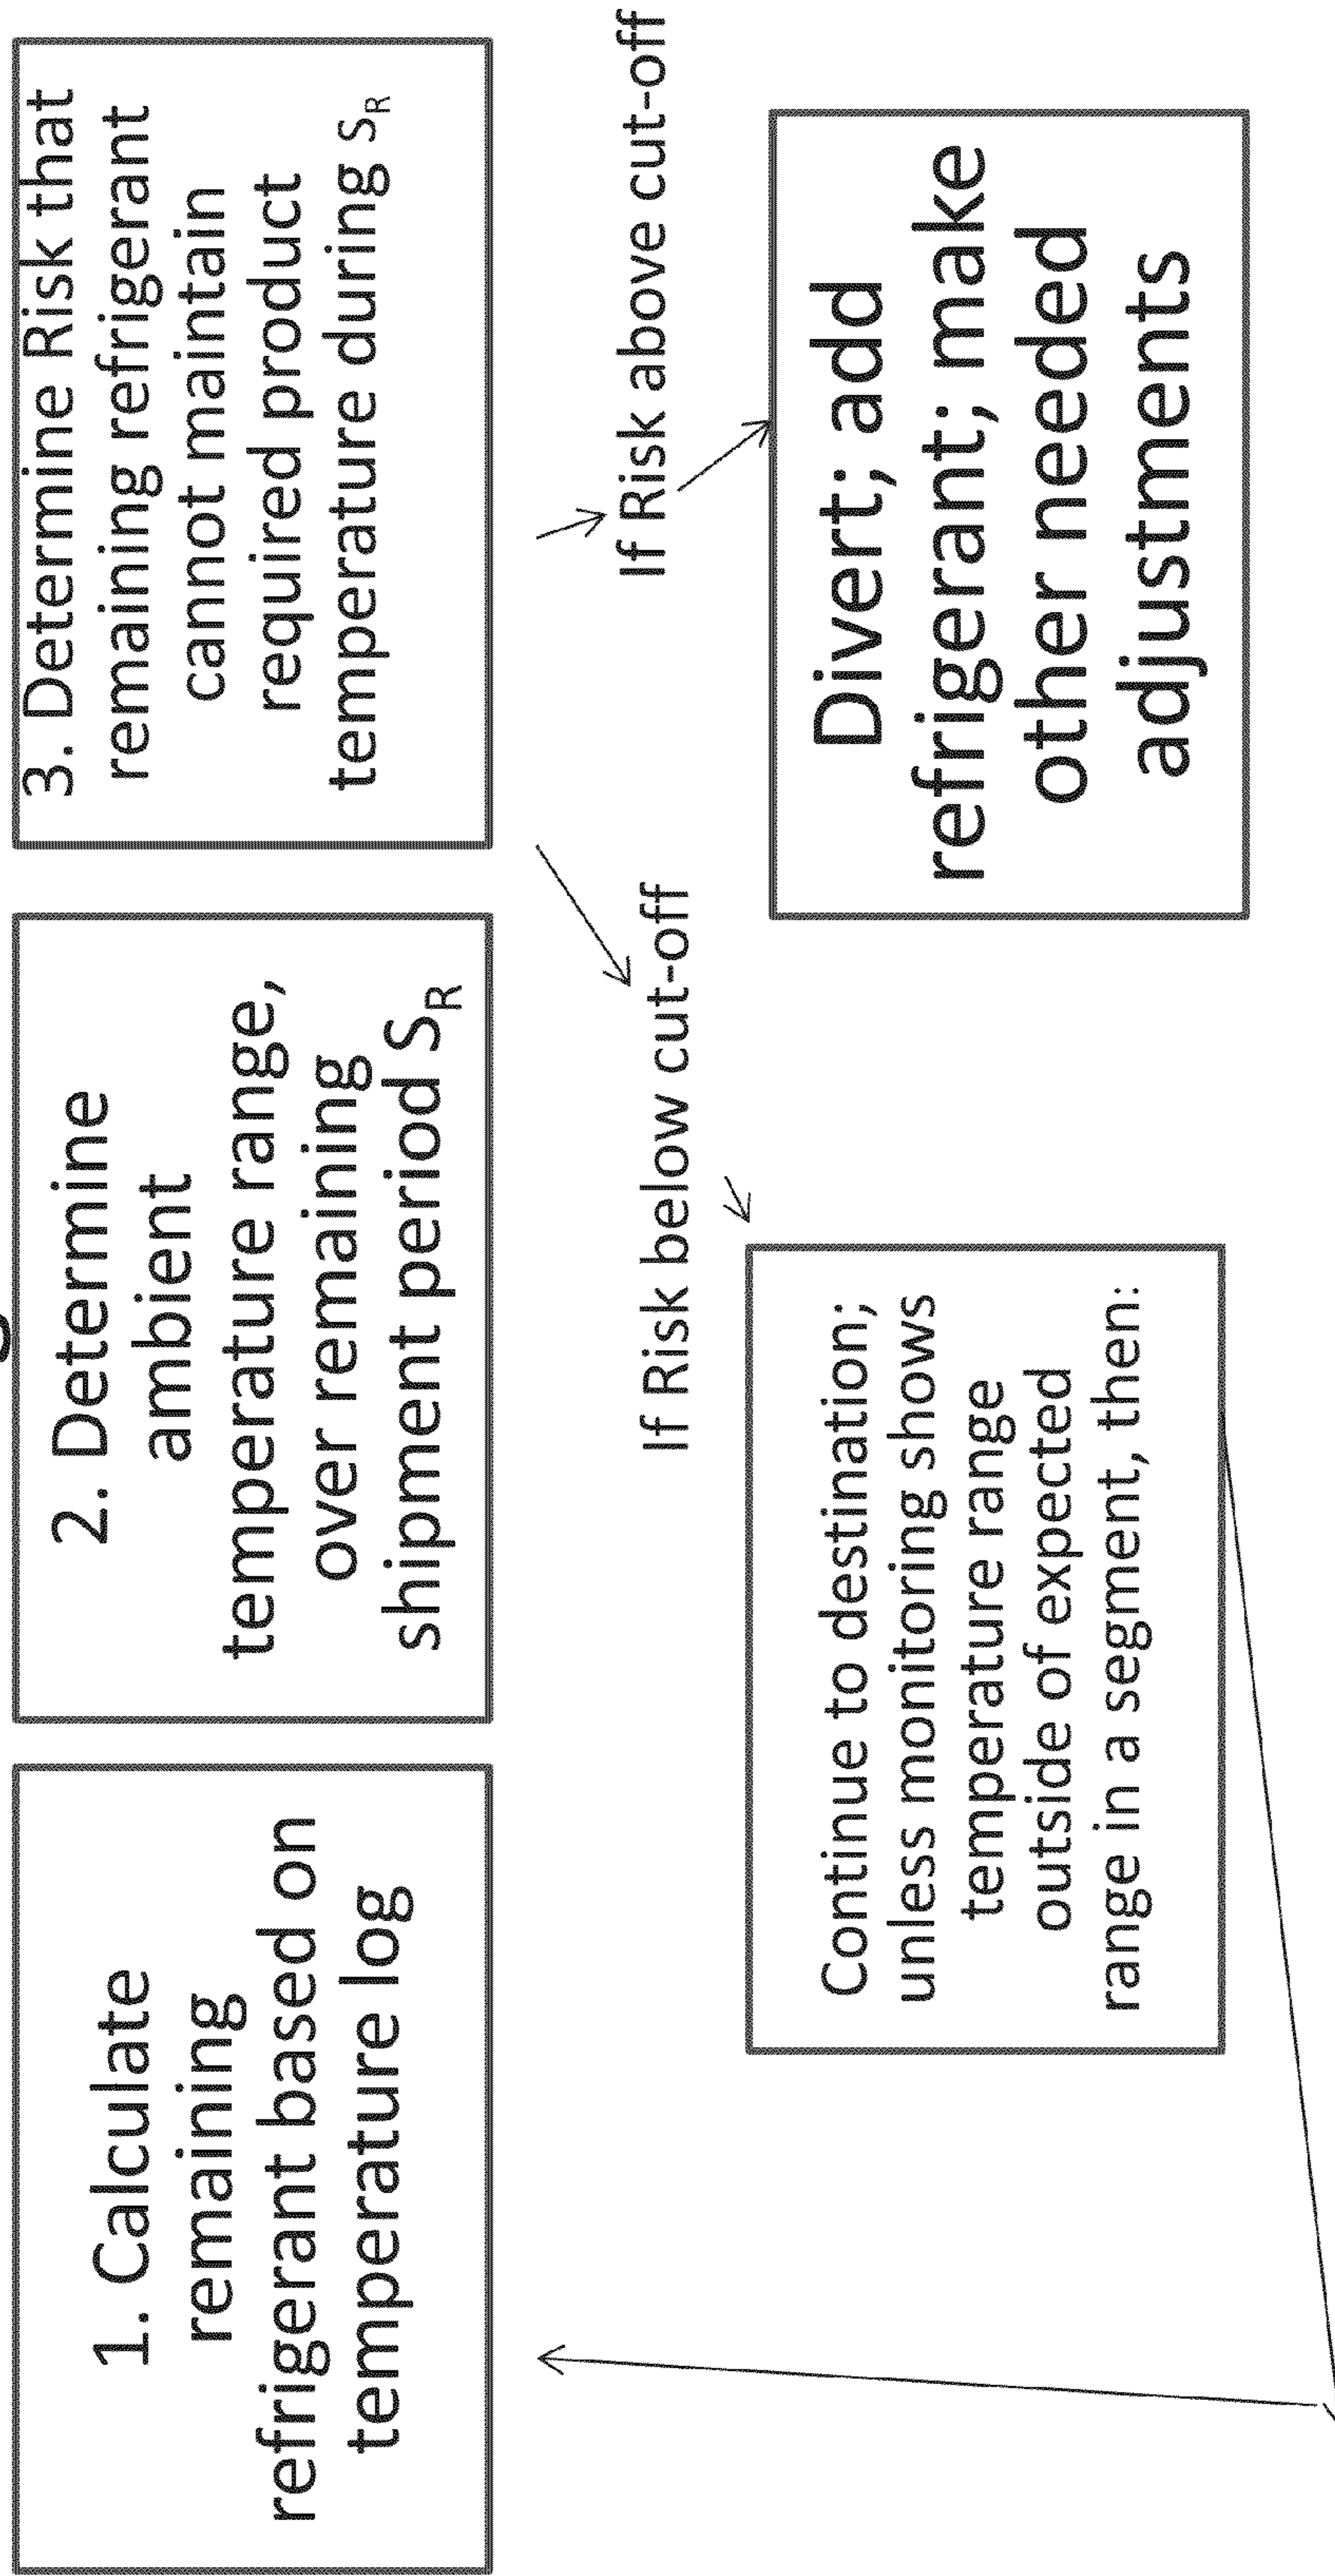 1. Calculate
remaining
refrigerant based on
temperature log
2. Determine
ambient
temperature range,
over remaining
shipment period S_R
3. Determine Risk that
remaining refrigerant
cannot maintain
required product
temperature during S_R
If Risk below cut-off
If Risk above cut-off
Continue to destination;
unless monitoring shows
temperature range
outside of expected
range in a segment, then:
Divert; add
refrigerant; make
other needed
adjustments